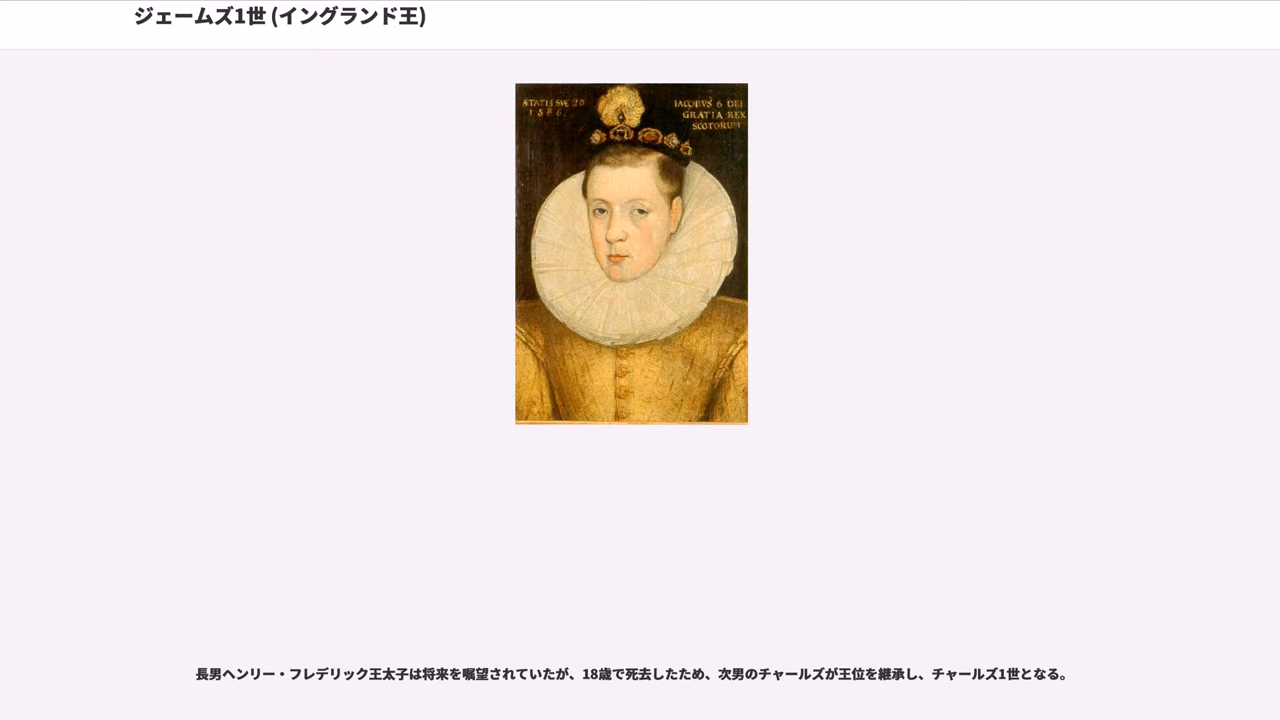 ジェームズ1世 (イングランド王)
ÆTATIS SVÆ 20
1586.
IACOBVS 6 DEI
GRATIA REX
SCOTORUM
長男ヘンリー・フレデリック王太子は将来を嘱望されていたが、18歳で死去したため、次男のチャールズが王位を継承し、チャールズ1世となる。